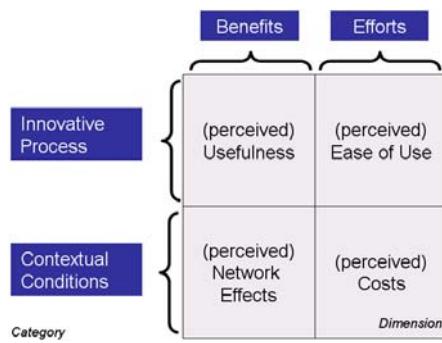 Benefits
Efforts
Innovative
Process
(perceived)
Usefulness
(perceived)
Ease of Use
Contextual
Conditions
(perceived)
Network
Effects
(perceived)
Costs
Category
Dimension